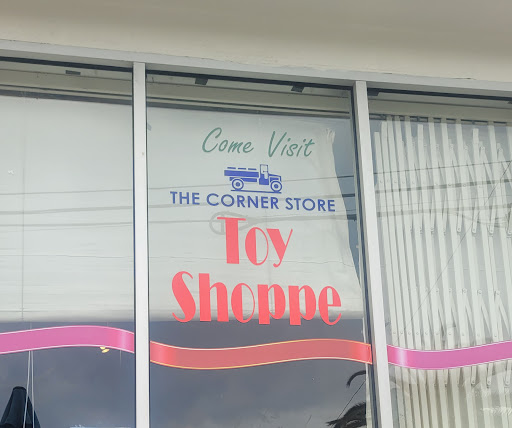 Come Visit
THE CORNER STORE
Toy
Shoppe